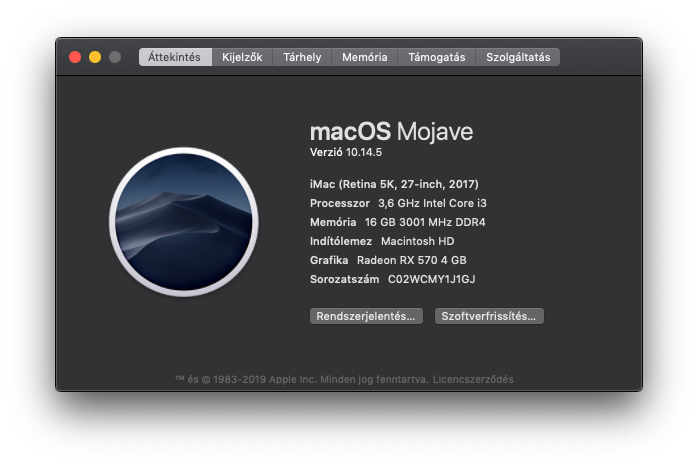 Áttekintés Kijelzők Tárhely Memória Támogatás Szolgáltatás
macOS Mojave
Verzió 10.14.5
iMac (Retina 5K, 27-inch, 2017)
Processzor 3,6 GHz Intel Core i3
Memória 16 GB 3001 MHz DDR4
Indítólemez Macintosh HD
Grafika Radeon RX 570 4 GB
Sorozatszám C02WCMY1J1GJ
Rendszerjelentés... Szoftverfrissítés...
™ és © 1983-2019 Apple Inc. Minden jog fenntartva. Licencszerződés